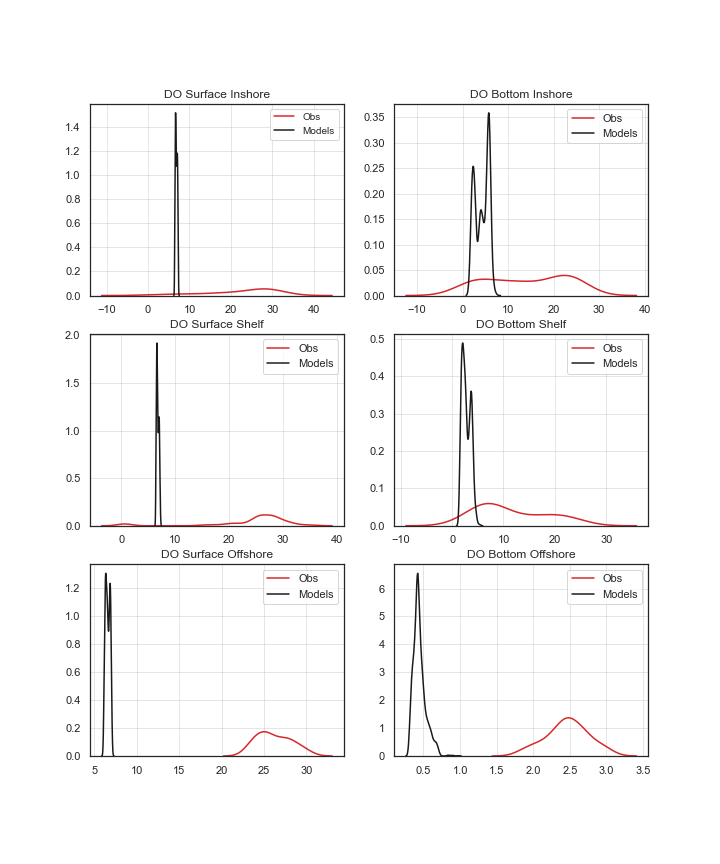 DO Surface Inshore
1.4
1.2
1.0
0.8
0.6
0.4
0.2
0.0
−10 0 10 20 30 40
Obs
Models
DO Bottom Inshore
0.35
0.30
0.25
0.20
0.15
0.10
0.05
0.00
−10 0 10 20 30 40
Obs
Models
DO Surface Shelf
2.0
1.5
1.0
0.5
0.0
0 10 20 30 40
Obs
Models
DO Bottom Shelf
0.5
0.4
0.3
0.2
0.1
0.0
−10 0 10 20 30
Obs
Models
DO Surface Offshore
1.2
1.0
0.8
0.6
0.4
0.2
0.0
5 10 15 20 25 30
Obs
Models
DO Bottom Offshore
6
5
4
3
2
1
0
0.5 1.0 1.5 2.0 2.5 3.0 3.5
Obs
Models